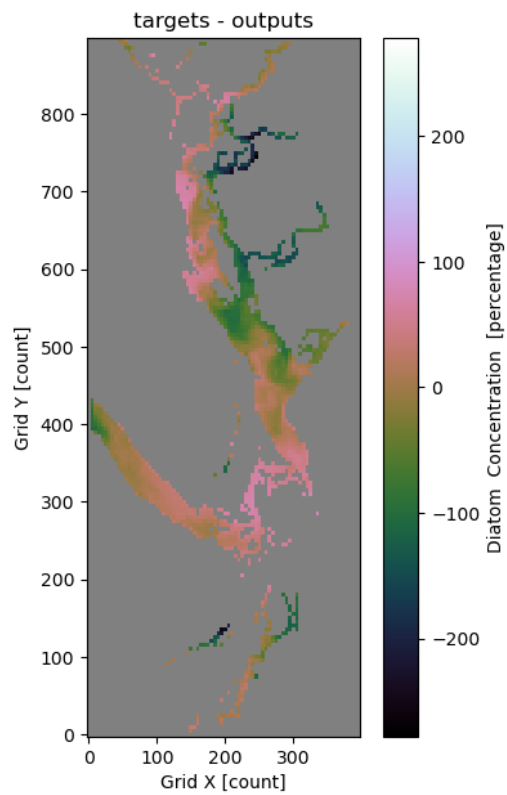 targets - outputs
800
700
600
500
400
300
200
100
0
Grid Y [count]
0 100 200 300
Grid X [count]
200
100
0
−100
−200
Diatom Concentration [percentage]